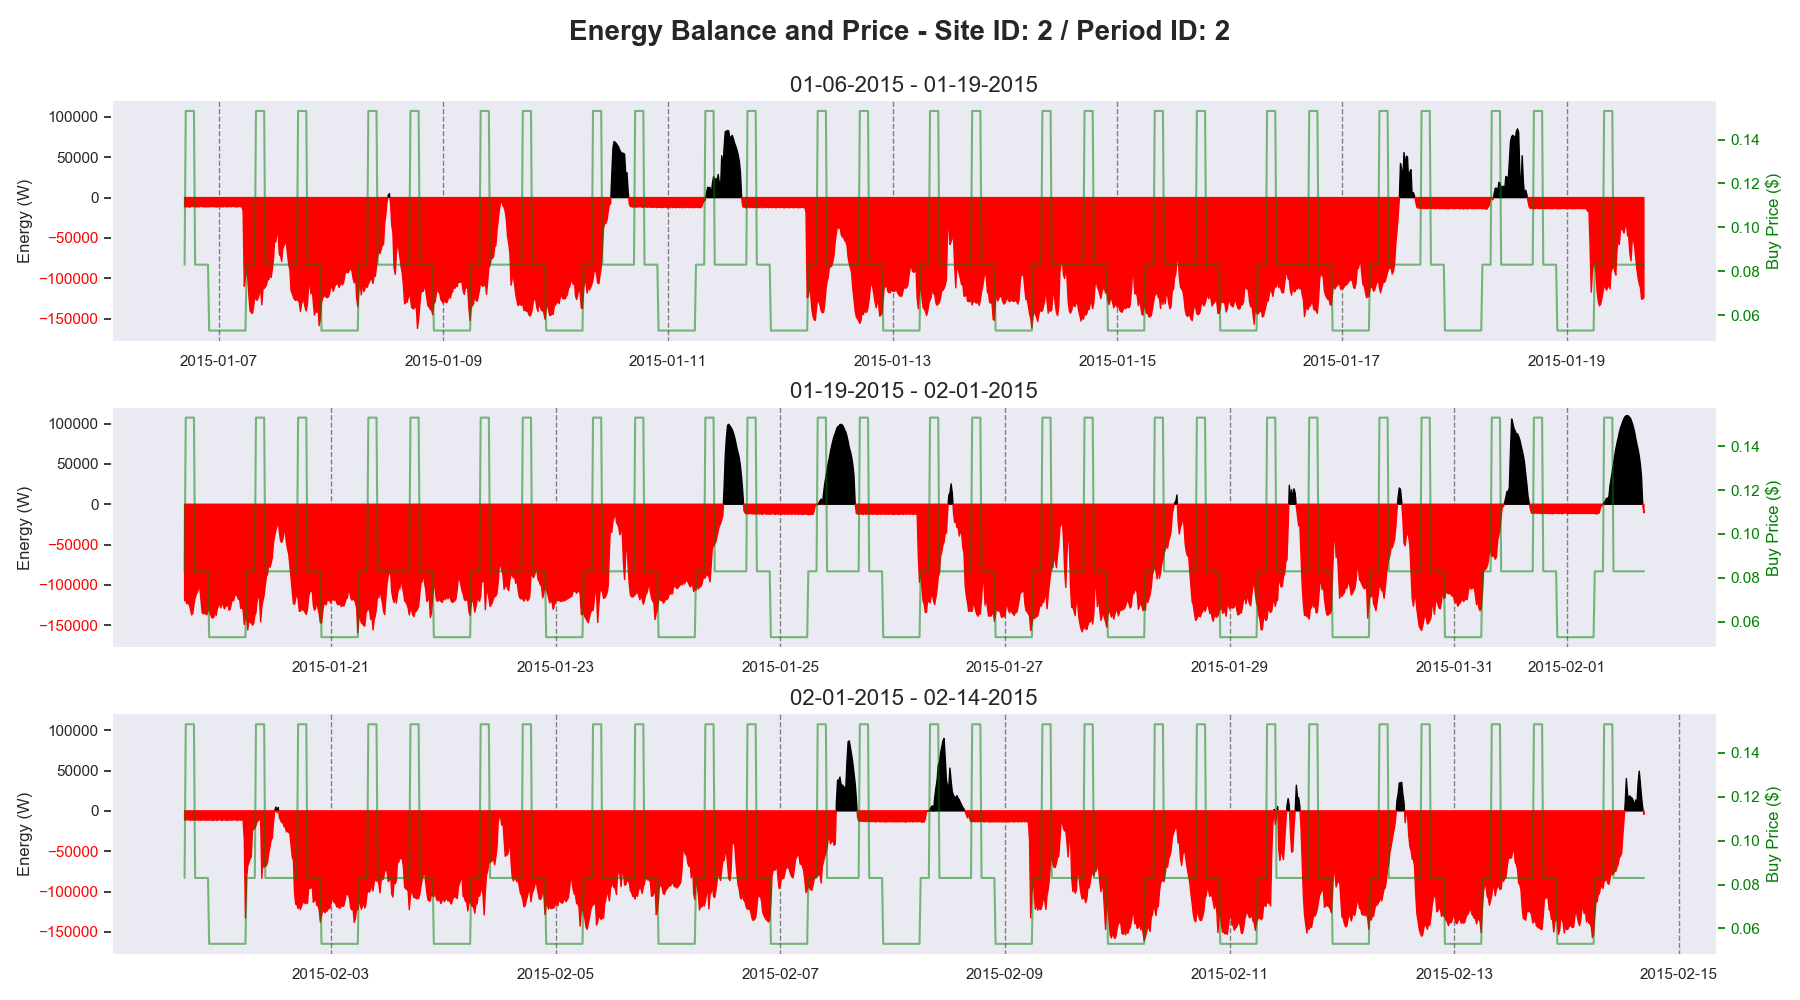 Energy Balance and Price - Site ID: 2 / Period ID: 2
01-06-2015 - 01-19-2015
Energy (W)
100000
50000
0
−50000
−100000
−150000
0.14
0.12
0.10
0.08
0.06
Buy Price ($)
2015-01-07 2015-01-09 2015-01-11 2015-01-13 2015-01-15 2015-01-17 2015-01-19
01-19-2015 - 02-01-2015
Energy (W)
100000
50000
0
−50000
−100000
−150000
0.14
0.12
0.10
0.08
0.06
Buy Price ($)
2015-01-21 2015-01-23 2015-01-25 2015-01-27 2015-01-29 2015-01-31 2015-02-01
02-01-2015 - 02-14-2015
Energy (W)
100000
50000
0
−50000
−100000
−150000
0.14
0.12
0.10
0.08
0.06
Buy Price ($)
2015-02-03 2015-02-05 2015-02-07 2015-02-09 2015-02-11 2015-02-13 2015-02-15